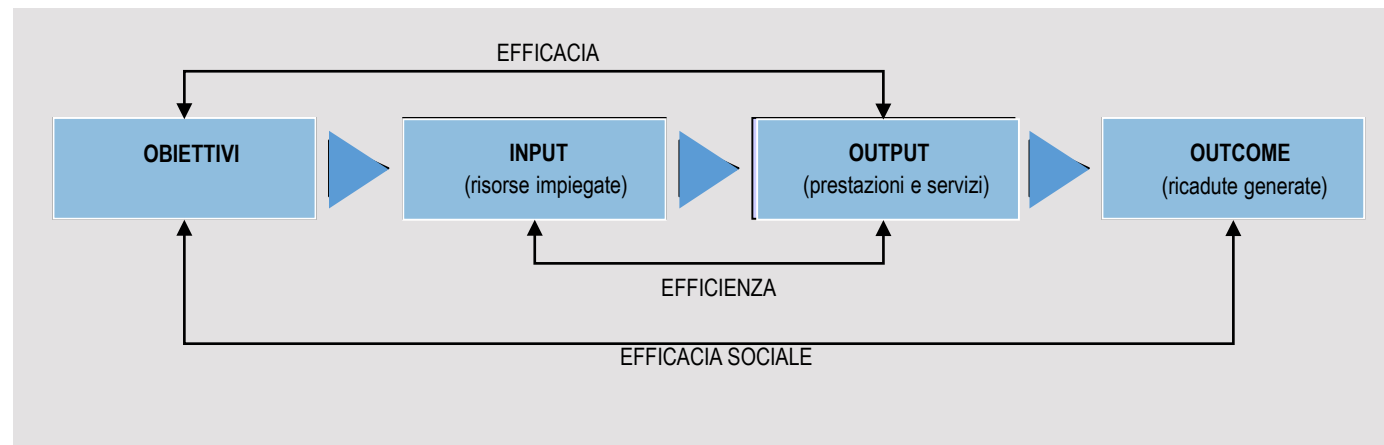 EFFICACIA
OBIETTIVI
INPUT
(risorse impiegate)
OUTPUT
(prestazioni e servizi)
OUTCOME
(ricadute generate)
EFFICIENZA
EFFICACIA SOCIALE